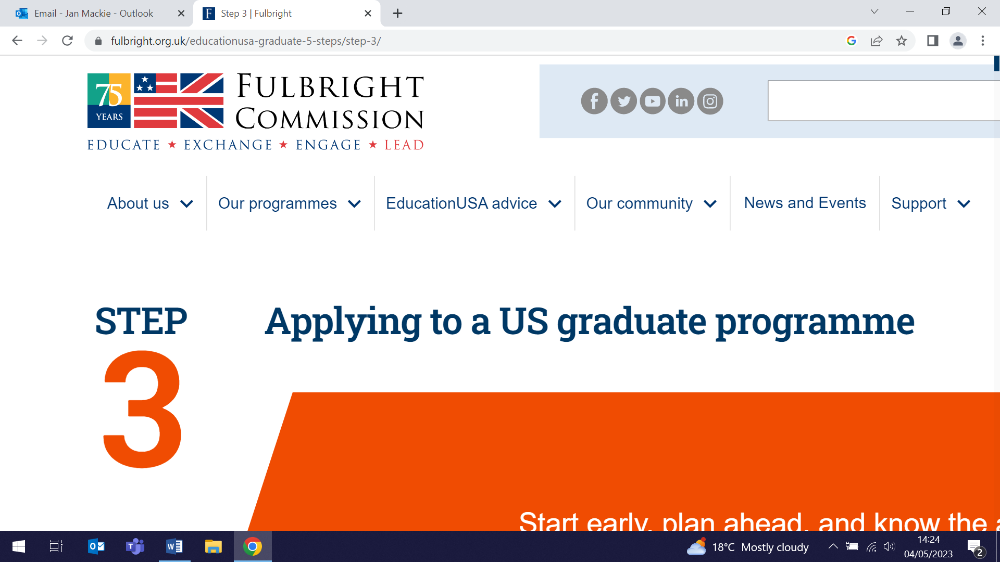 Email - Jan Mackie - Outlook
Step 3 | Fulbright
fulbright.org.uk/educationusa-graduate-5-steps/step-3/
75
YEARS
FULBRIGHT
COMMISSION
EDUCATE ★ EXCHANGE ★ ENGAGE ★ LEAD
About us
Our programmes
EducationUSA advice
Our community
News and Events
Support
STEP
3
Applying to a US graduate programme
Start early, plan ahead, and know the
18°C Mostly cloudy
14:24
04/05/2023
2